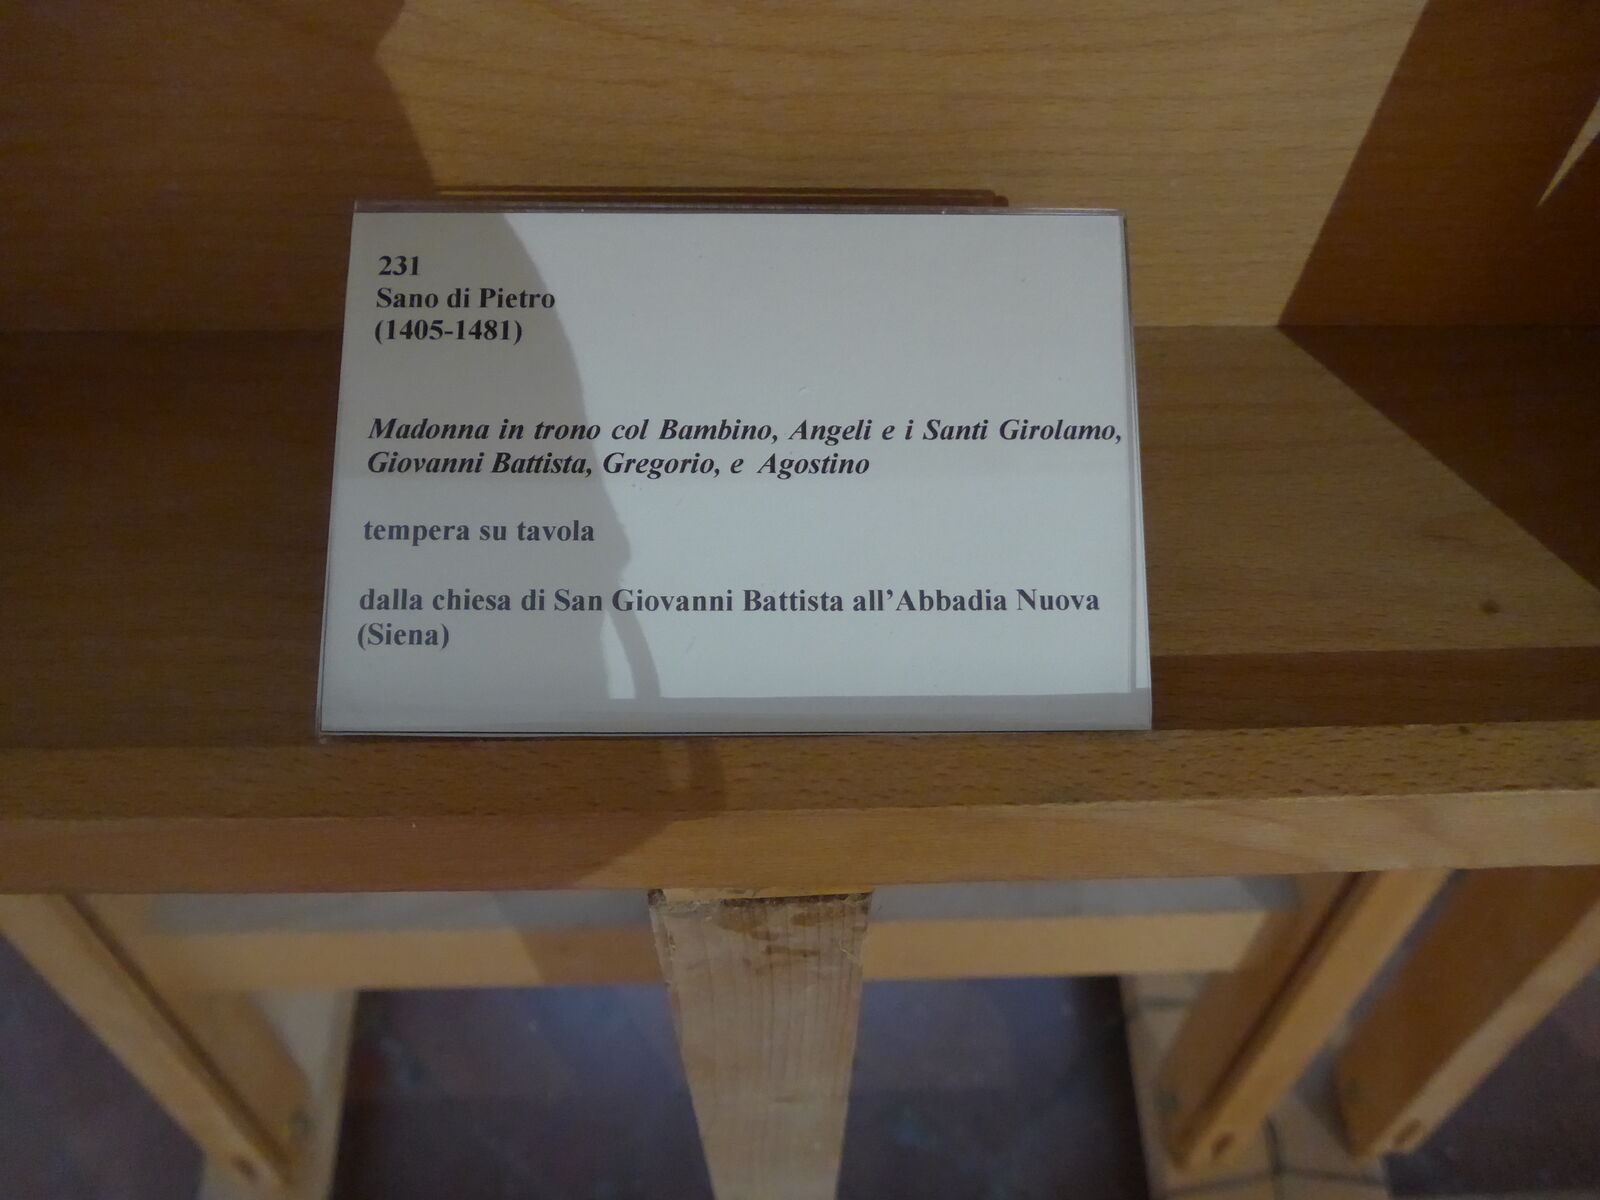 231
Sano di Pietro
(1405-1481)
Madonna in trono col Bambino, Angeli e i Santi Girolamo,
Giovanni Battista, Gregorio, e Agostino
tempera su tavola
dalla chiesa di San Giovanni Battista all’Abbadia Nuova
(Siena)